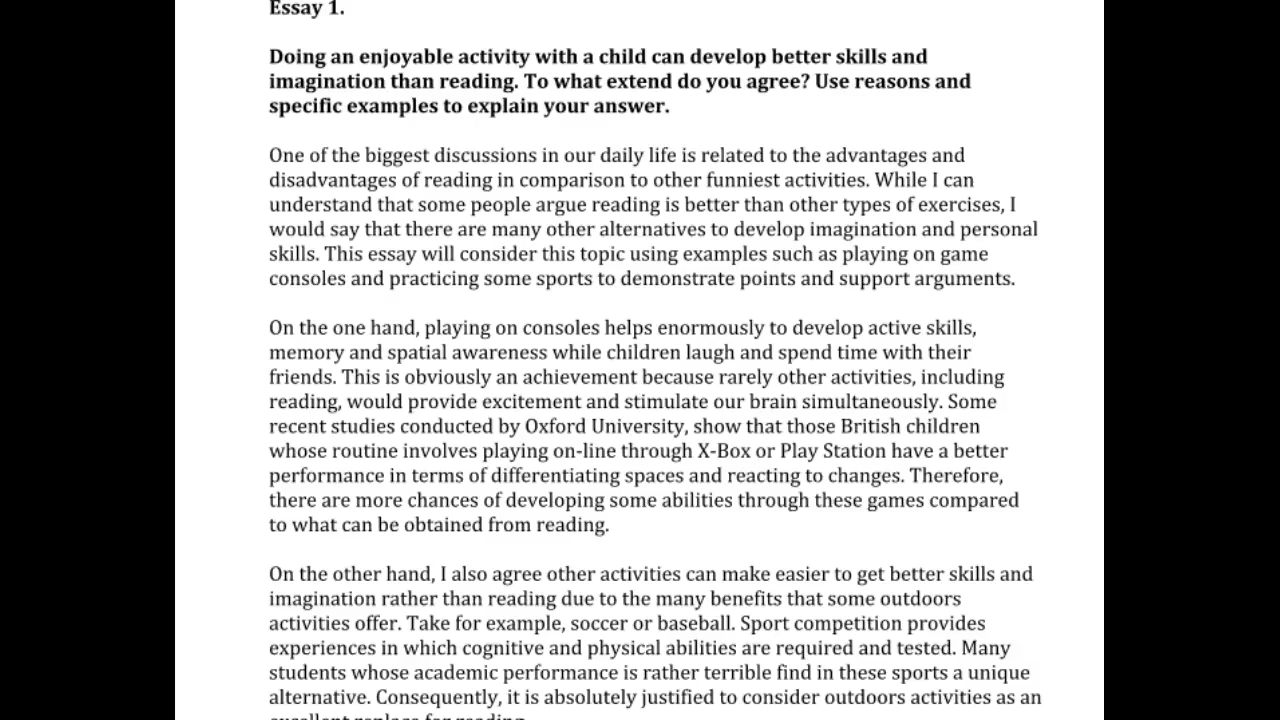 Essay 1.
Doing an enjoyable activity with a child can develop better skills and
imagination than reading. To what extend do you agree? Use reasons and
specific examples to explain your answer.
One of the biggest discussions in our daily life is related to the advantages and
disadvantages of reading in comparison to other funniest activities. While I can
understand that some people argue reading is better than other types of exercises, I
would say that there are many other alternatives to develop imagination and personal
skills. This essay will consider this topic using examples such as playing on game
consoles and practicing some sports to demonstrate points and support arguments.
On the one hand, playing on consoles helps enormously to develop active skills,
memory and spatial awareness while children laugh and spend time with their
friends. This is obviously an achievement because rarely other activities, including
reading, would provide excitement and stimulate our brain simultaneously. Some
recent studies conducted by Oxford University, show that those British children
whose routine involves playing on-line through X-Box or Play Station have a better
performance in terms of differentiating spaces and reacting to changes. Therefore,
there are more chances of developing some abilities through these games compared
to what can be obtained from reading.
On the other hand, I also agree other activities can make easier to get better skills and
imagination rather than reading due to the many benefits that some outdoors
activities offer. Take for example, soccer or baseball. Sport competition provides
experiences in which cognitive and physical abilities are required and tested. Many
students whose academic performance is rather terrible find in these sports a unique
alternative. Consequently, it is absolutely justified to consider outdoors activities as an
excellent replace for reading.